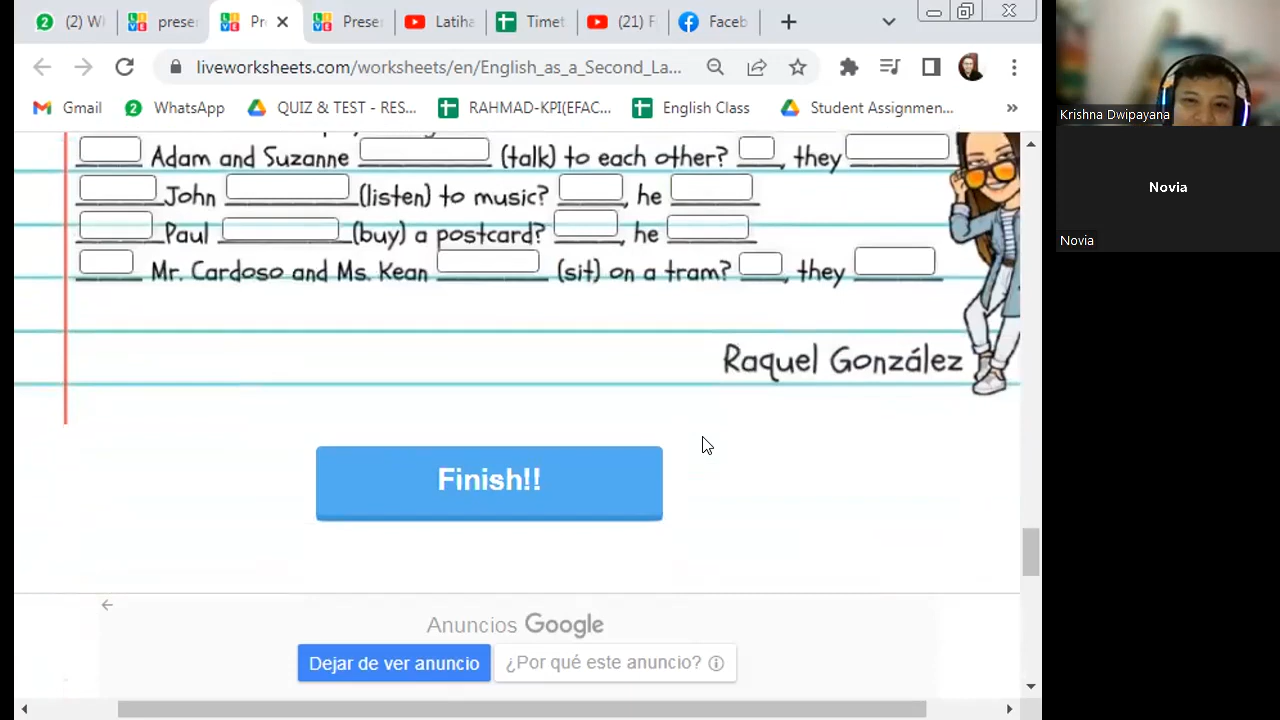 (2) W
prese
Pr
Prese
Latiha
Timet
(21) F
Faceb
liveworksheets.com/worksheets/en/English_as_a_Second_La...
Gmail
WhatsApp
QUIZ & TEST - RES...
RAHMAD-KPI(EFAC...
English Class
Student Assignmen...
Adam and Suzanne (talk) to each other? , they
John (listen) to music? , he
Paul (buy) a postcard? , he
Mr. Cardoso and Ms. Kean (sit) on a tram? , they
Raquel González
Finish!!
Anuncios Google
Dejar de ver anuncio
¿Por qué este anuncio?
Krishna Dwipayana
Novia
Novia